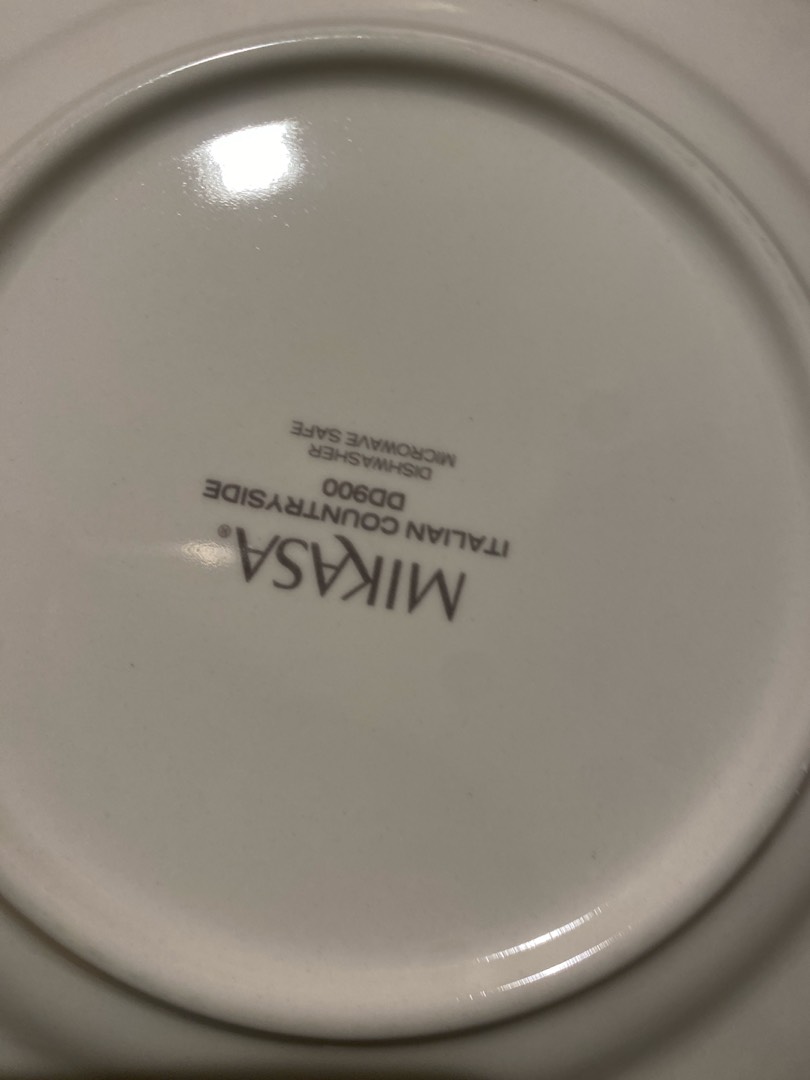 MIKASA®
ITALIAN COUNTRYSIDE
DD900
DISHWASHER
MICROWAVE SAFE